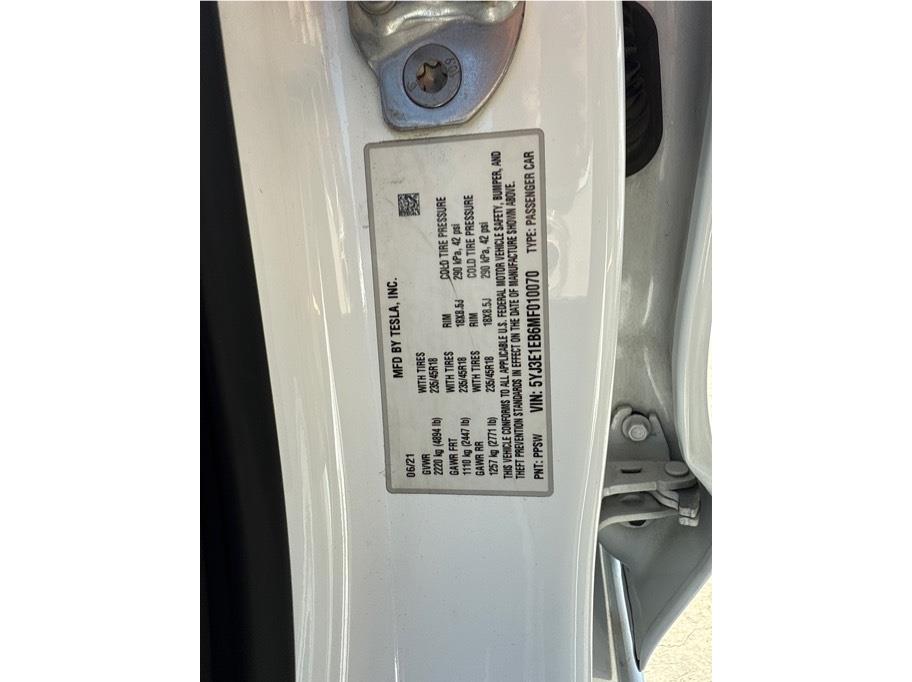 MFD BY TESLA, INC.
06/21
GVWR WITH TIRES RIM COLD TIRE PRESSURE
2220 kg (4894 lb) 235/45R18 18X8.5J 290 kPa, 42 psi
GAWR FRT WITH TIRES RIM COLD TIRE PRESSURE
1110 kg (2447 lb) 235/45R18 18X8.5J 290 kPa, 42 psi
GAWR RR WITH TIRES
1257 kg (2771 lb) 235/45R18
THIS VEHICLE CONFORMS TO ALL APPLICABLE U.S. FEDERAL MOTOR VEHICLE SAFETY, BUMPER, AND
THEFT PREVENTION STANDARDS IN EFFECT ON THE DATE OF MANUFACTURE SHOWN ABOVE.
PNT: PPSW VIN: 5YJ3E1EB6MF010070 TYPE: PASSENGER CAR